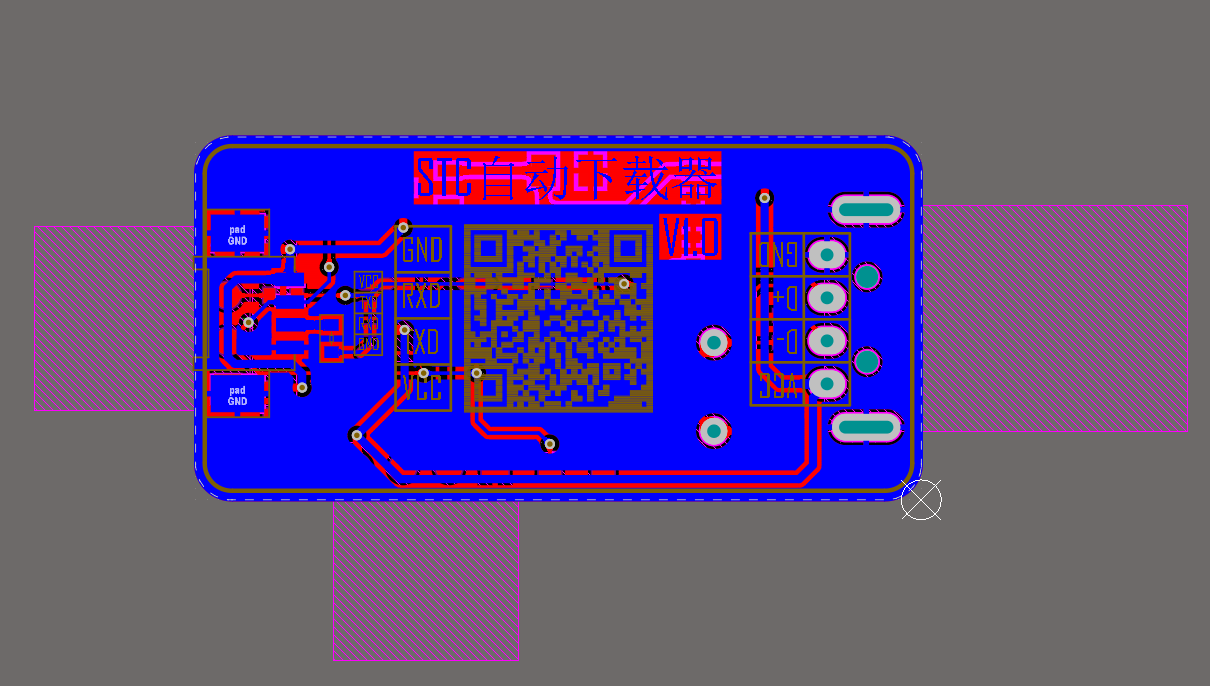 STC自动下载器
V1.0
pad
GND
GND
RXD
TXD
VCC
VCC
TXD
RXD
GND
pad
GND
GND
D+
D-
VCC